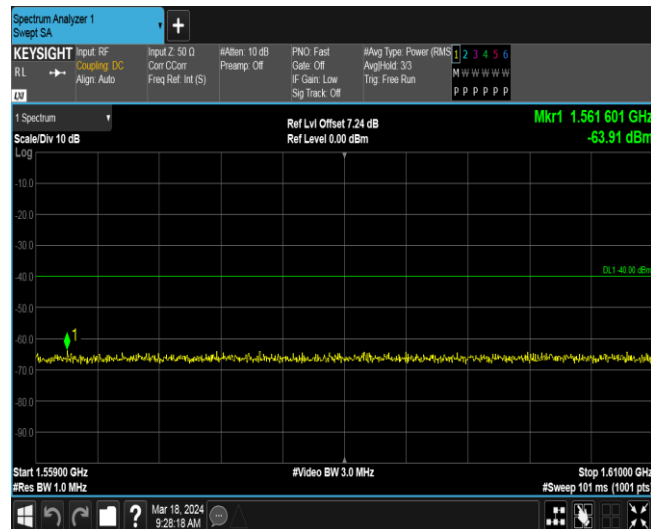 Spectrum Analyzer 1
Swept SA
+
KEYSIGHT
RL
LXI
Input: RF
Coupling: DC
Align: Auto
Input Z: 50 Ω
Corr CCorr
Freq Ref: Int (S)
#Atten: 10 dB
Preamp: Off
PNO: Fast
Gate: Off
IF Gain: Low
Sig Track: Off
#Avg Type: Power (RMS
Avg|Hold: 3/3
Trig: Free Run
1 2 3 4 5 6
M W W W W W
P P P P P P
1 Spectrum
Scale/Div 10 dB
Log
Ref Lvl Offset 7.24 dB
Ref Level 0.00 dBm
Mkr1 1.561 601 GHz
-63.91 dBm
-10.0
-20.0
-30.0
-40.0
-50.0
-60.0
-70.0
-80.0
-90.0
DL1 -40.00 dBm
1
Start 1.55900 GHz
#Res BW 1.0 MHz
#Video BW 3.0 MHz
Stop 1.61000 GHz
#Sweep 101 ms (1001 pts
?
Mar 18, 2024
9:28:18 AM